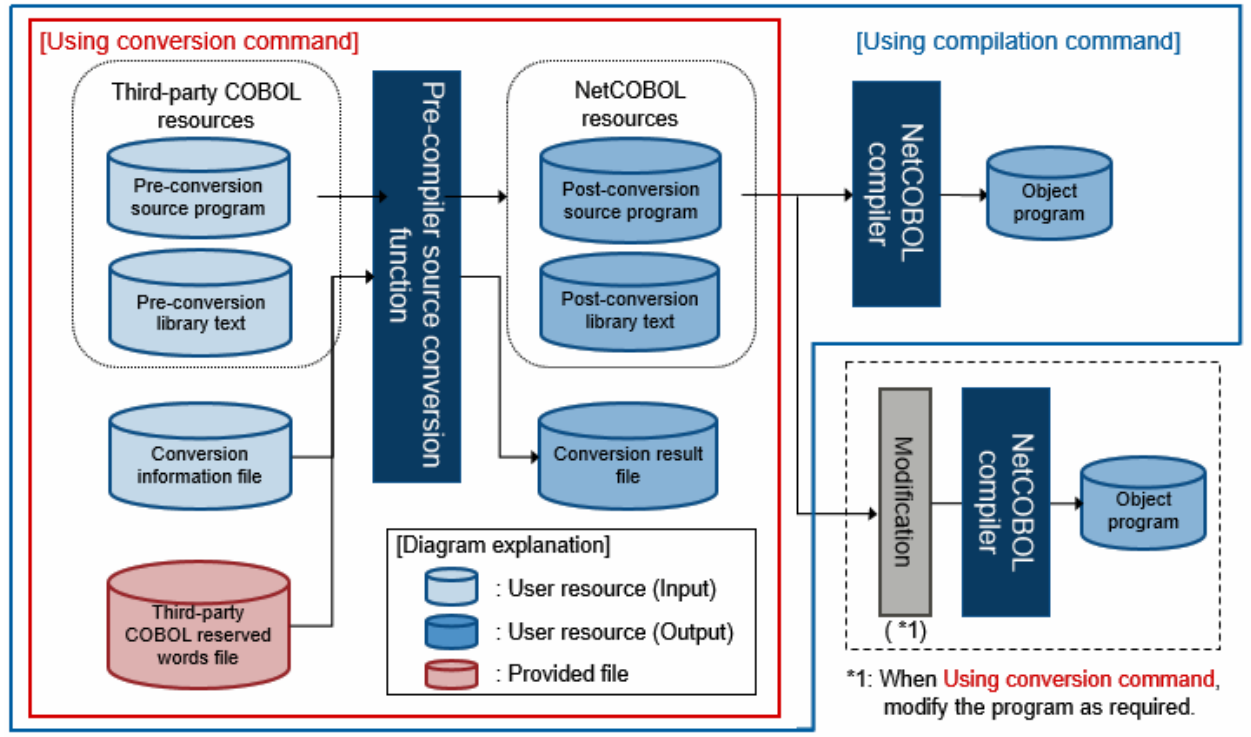 [Using conversion command]
[Using compilation command]
Third-party COBOL
resources
Pre-conversion
source program
Pre-conversion
library text
Conversion
information file
Third-party
COBOL reserved
words file
Pre-compiler source conversion
function
NetCOBOL
resources
Post-conversion
source program
Post-conversion
library text
Conversion result
file
NetCOBOL
compiler
Object
program
Modification
( *1)
NetCOBOL
compiler
Object
program
[Diagram explanation]
: User resource (Input)
: User resource (Output)
: Provided file
*1: When Using conversion command,
modify the program as required.